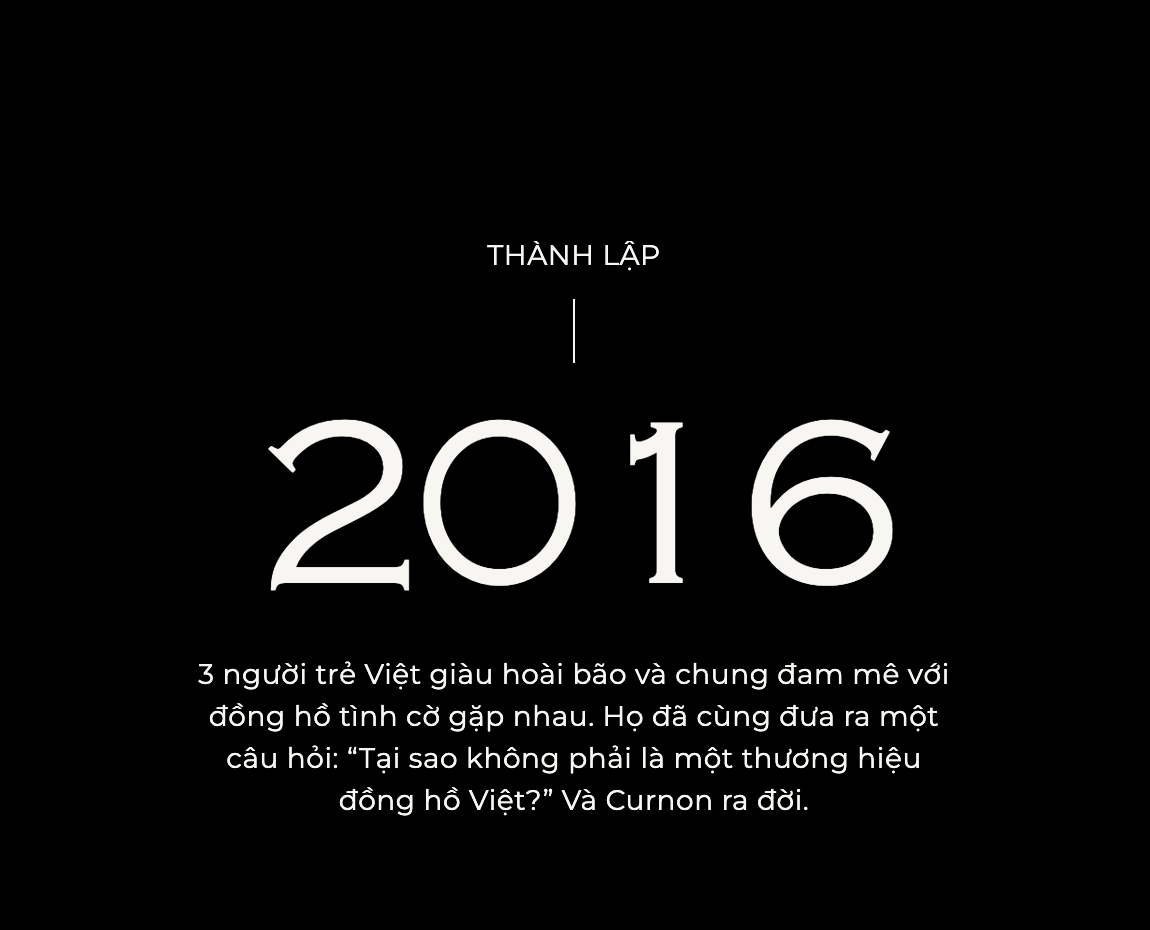 THÀNH LẬP
2016
3 người trẻ Việt giàu hoài bão và chung đam mê với
đồng hồ tình cờ gặp nhau. Họ đã cùng đưa ra một
câu hỏi: “Tại sao không phải là một thương hiệu
đồng hồ Việt?” Và Curnon ra đời.